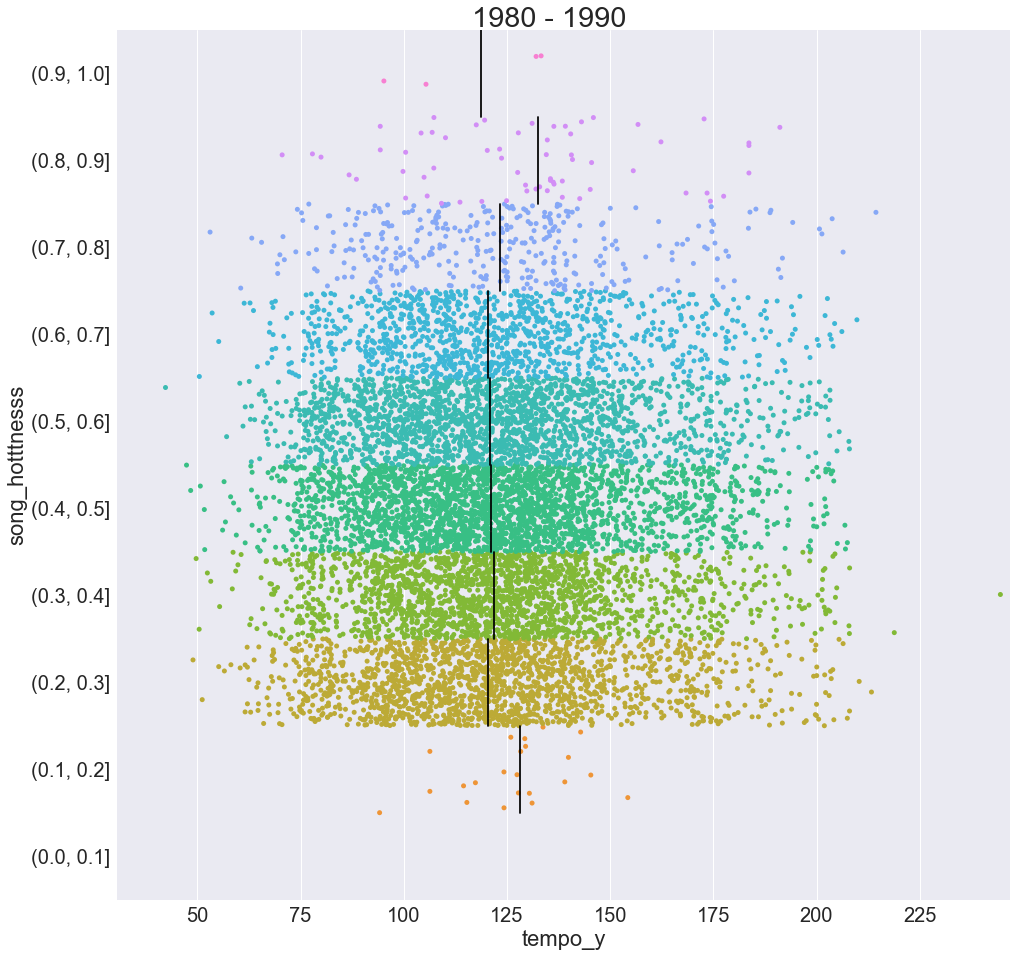 1980 - 1990
(0.9, 1.0]
(0.8, 0.9]
(0.7, 0.8]
(0.6, 0.7]
(0.5, 0.6]
(0.4, 0.5]
(0.3, 0.4]
(0.2, 0.3]
(0.1, 0.2]
(0.0, 0.1]
song_hotttnesss
50 75 100 125 150 175 200 225
tempo_y